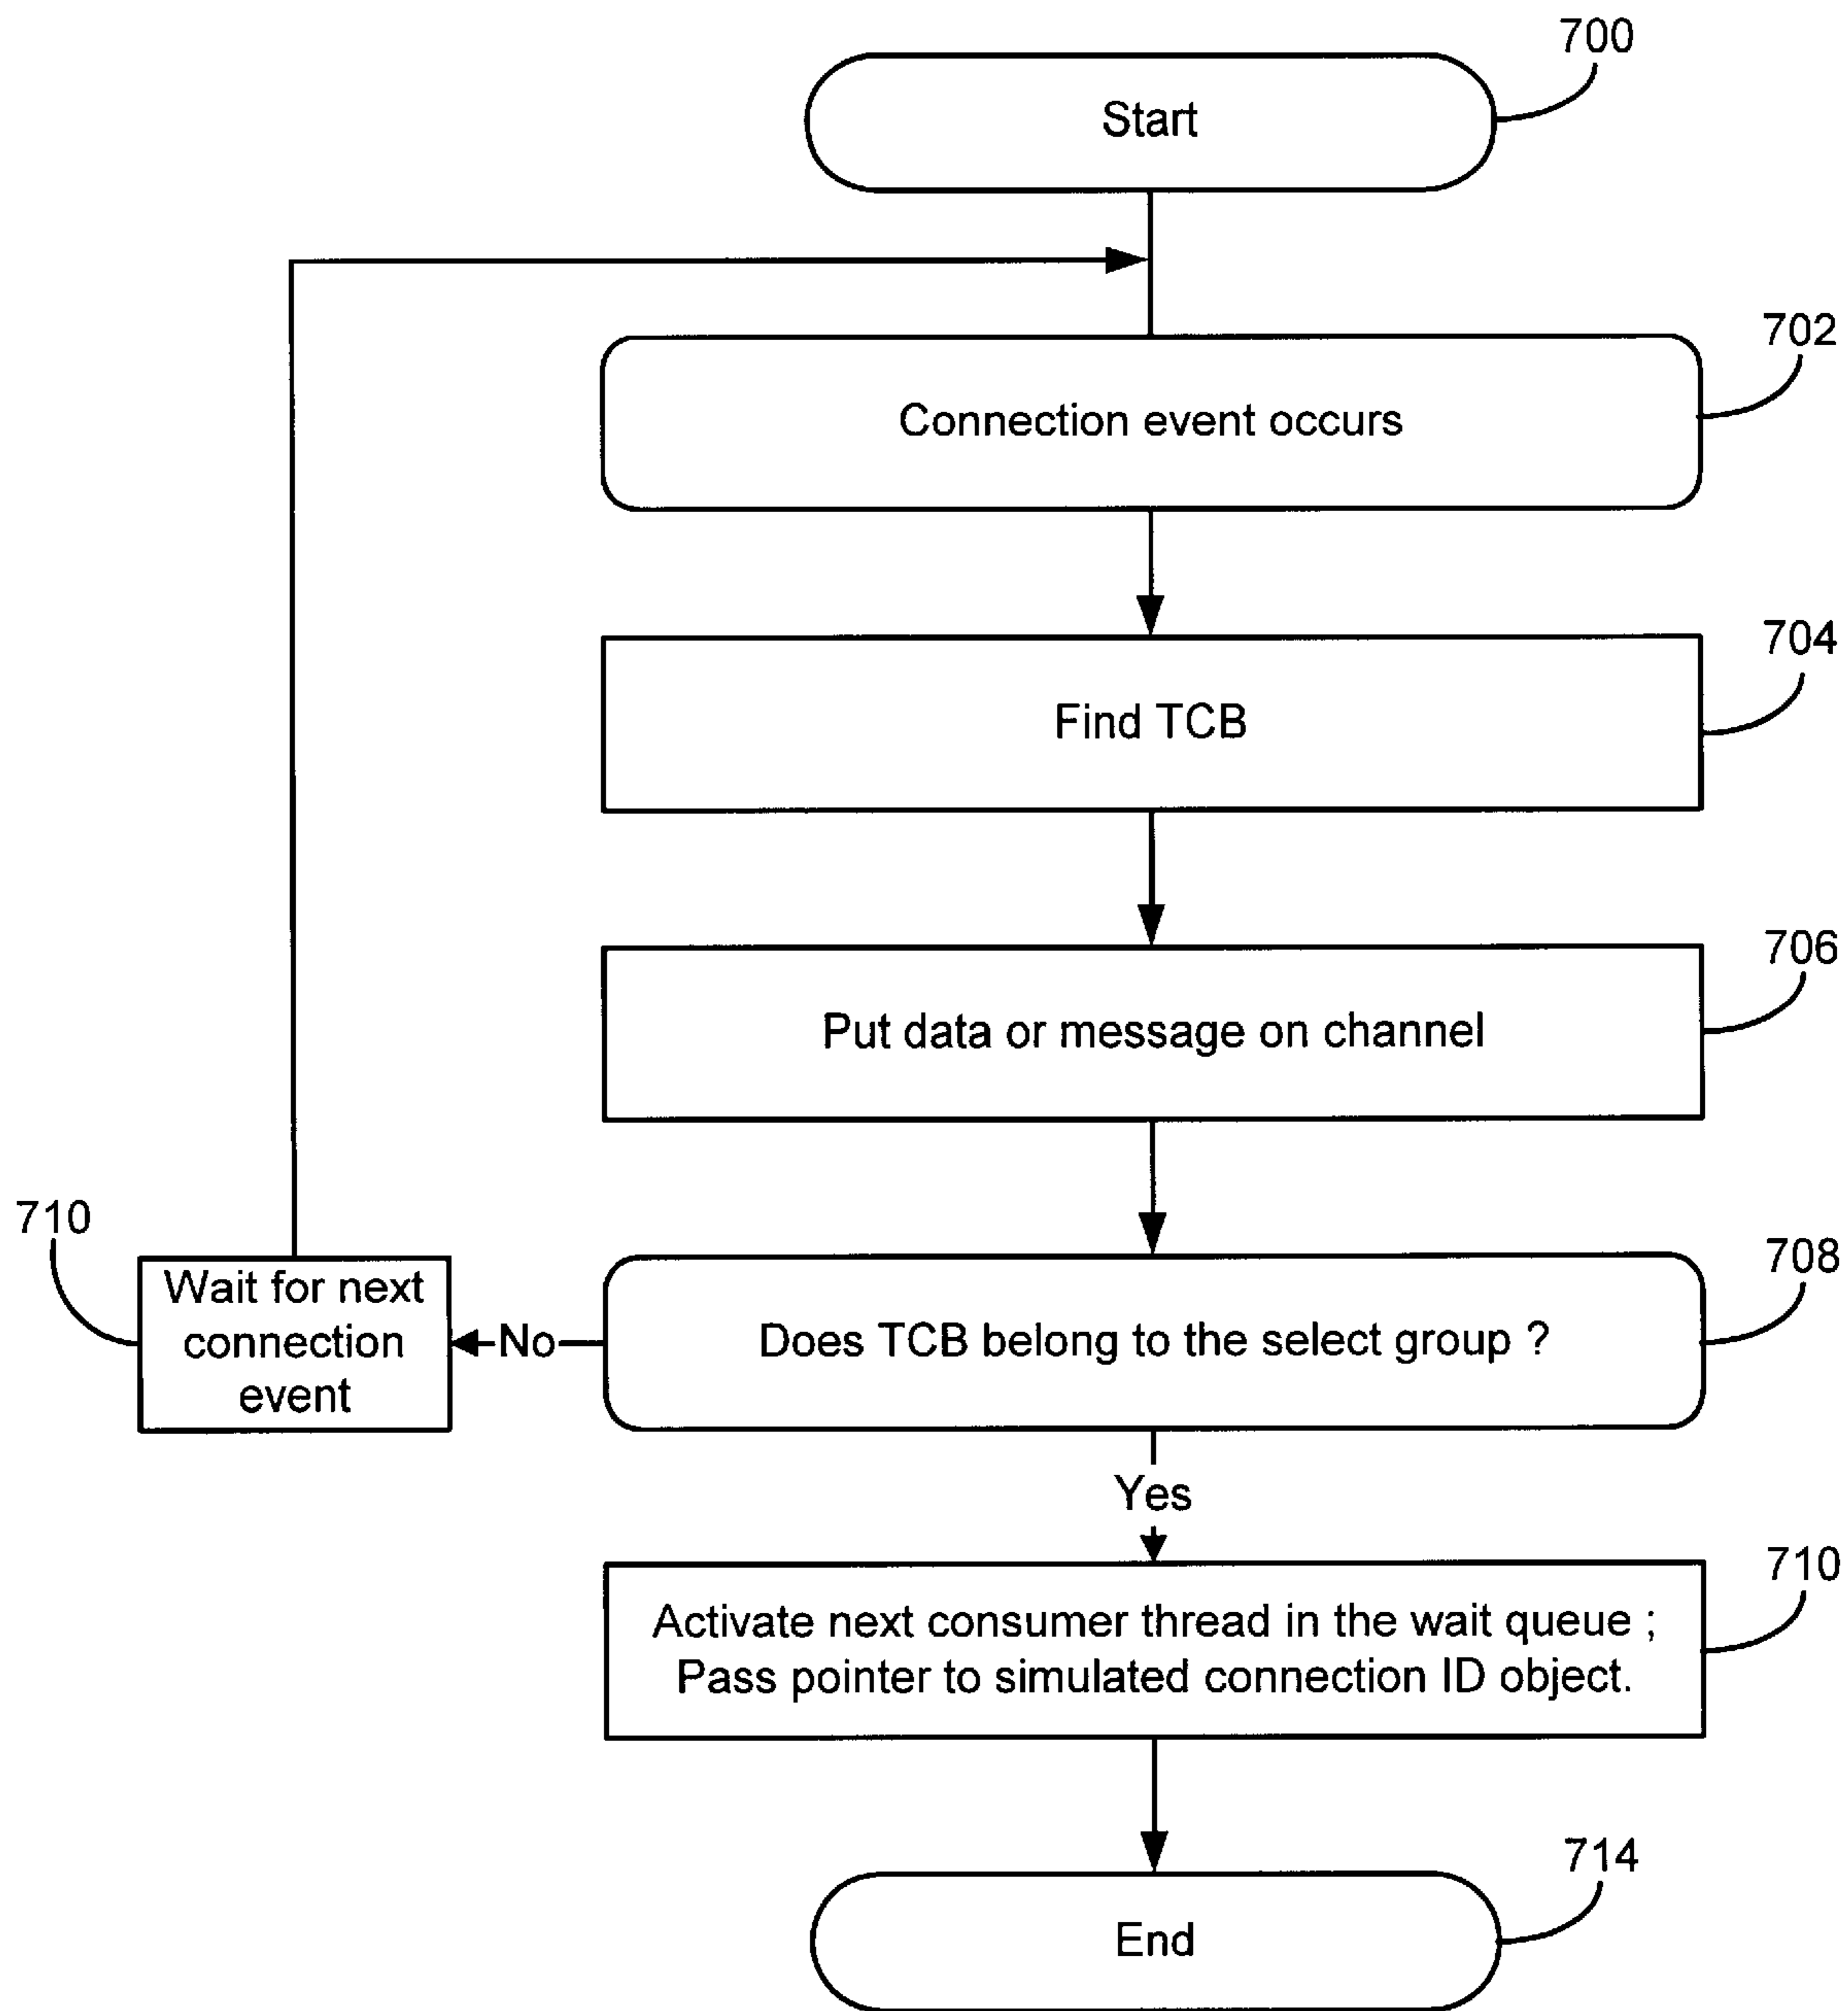 700
Start
702
Connection event occurs
704
Find TCB
706
Put data or message on channel
710
Wait for next
connection
event
No
708
Does TCB belong to the select group ?
Yes
710
Activate next consumer thread in the wait queue ;
Pass pointer to simulated connection ID object.
714
End